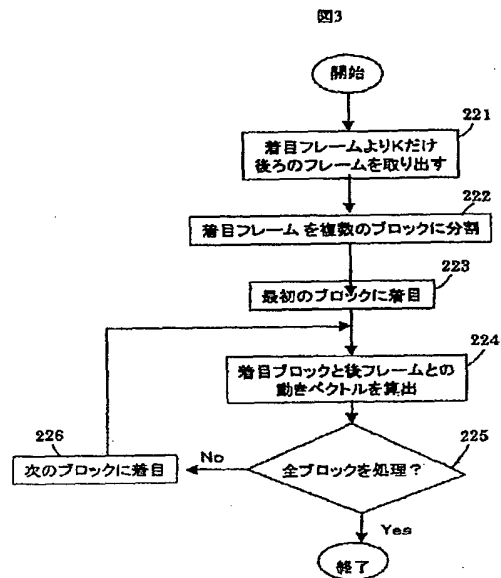 図3
開始
221
着目フレームよりKだけ
後ろのフレームを取り出す
222
着目フレームを複数のブロックに分割
223
最初のブロックに着目
224
着目ブロックと後フレームとの
動きベクトルを算出
225
全ブロックを処理?
No
226
次のブロックに着目
Yes
終了